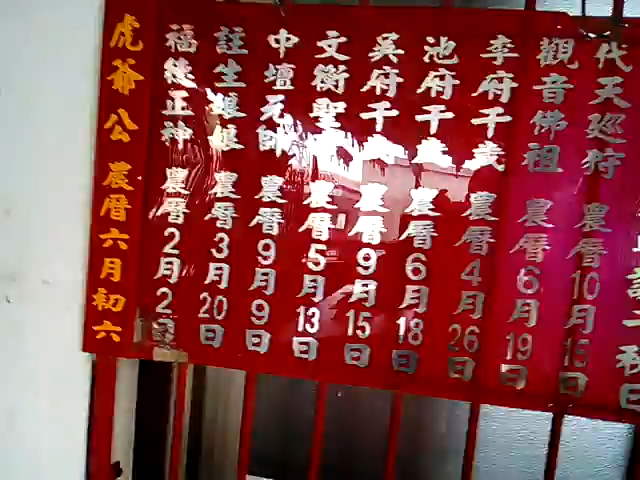 代天巡狩 農曆10月15日
觀音佛祖 農曆6月19日
李府千歲 農曆4月26日
池府千歲 農曆6月18日
吳府千歲 農曆9月15日
文衡聖 農曆5月13日
中壇元帥 農曆9月9日
註生娘娘 農曆3月20日
福德正神 農曆2月2日
虎爺公 農曆六月初六